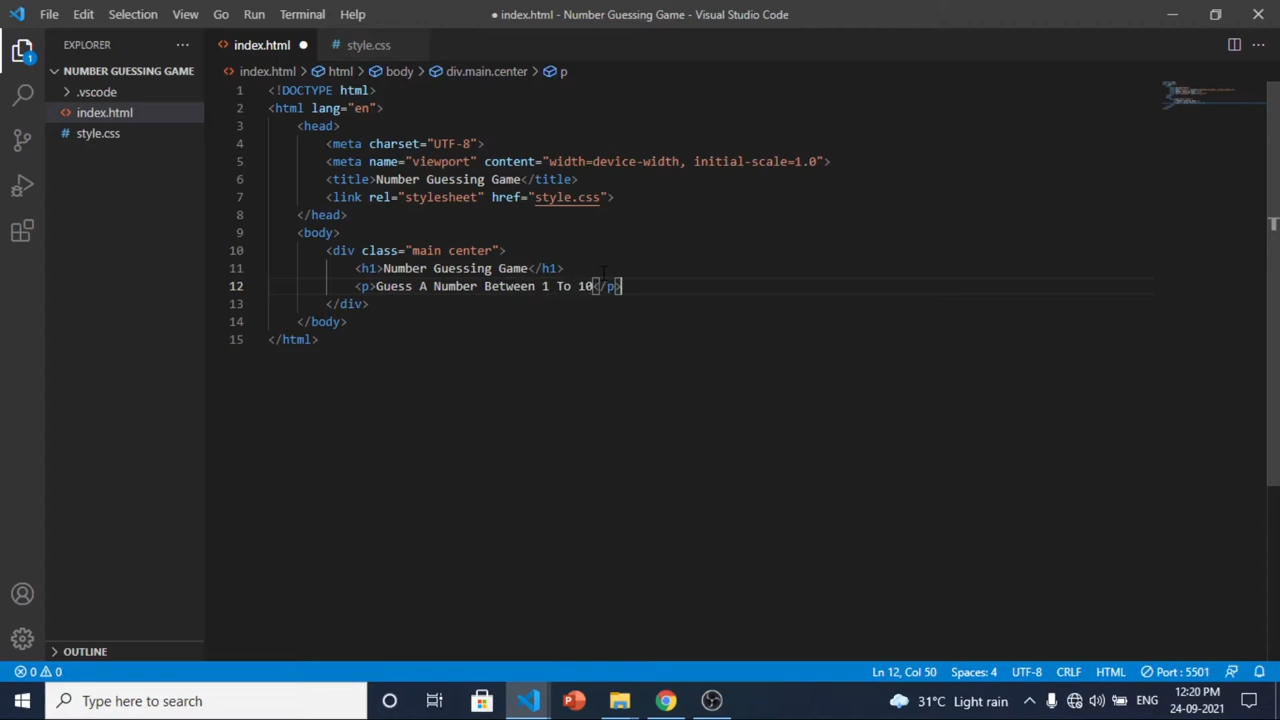 File Edit Selection View Go Run Terminal Help
● index.html - Number Guessing Game - Visual Studio Code
EXPLORER
index.html ●
style.css
NUMBER GUESSING GAME
index.html > html > body > div.main.center > p
.vscode
index.html
style.css
1 <!DOCTYPE html>
2 <html lang="en">
3 <head>
4 <meta charset="UTF-8">
5 <meta name="viewport" content="width=device-width, initial-scale=1.0">
6 <title>Number Guessing Game</title>
7 <link rel="stylesheet" href="style.css">
8 </head>
9 <body>
10 <div class="main center">
11 <h1>Number Guessing Game</h1>
12 <p>Guess A Number Between 1 To 10</p>
13 </div>
14 </body>
15 </html>
1
OUTLINE
0 0
Ln 12, Col 50 Spaces: 4 UTF-8 CRLF HTML Port : 5501
Type here to search
31°C Light rain
ENG
12:20 PM
24-09-2021